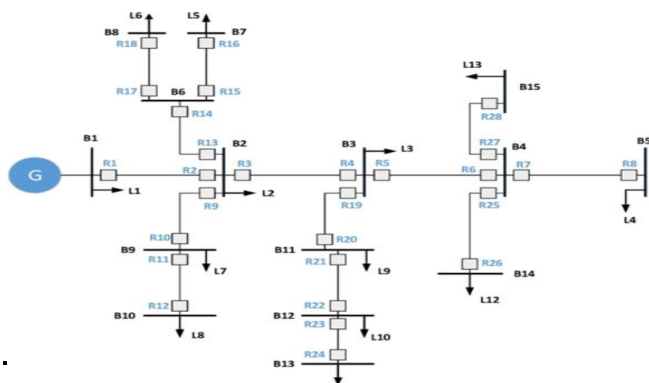 L6 L5
B8 B7
R18 R16
L13
R17 B6 R15 B15
R14 R28
B1 R13 B2 B3 R27 B4 B5
R1 R2 R3 R4 R5 L3 R6 R7 R8
G
L1 R9 L2 R19 R25 L4
R10 R20
B9 B11
R11 L7 R21 L9 R26 B14
L12
R12 R22
B10 B12
L8 R23 L10
R24
B13